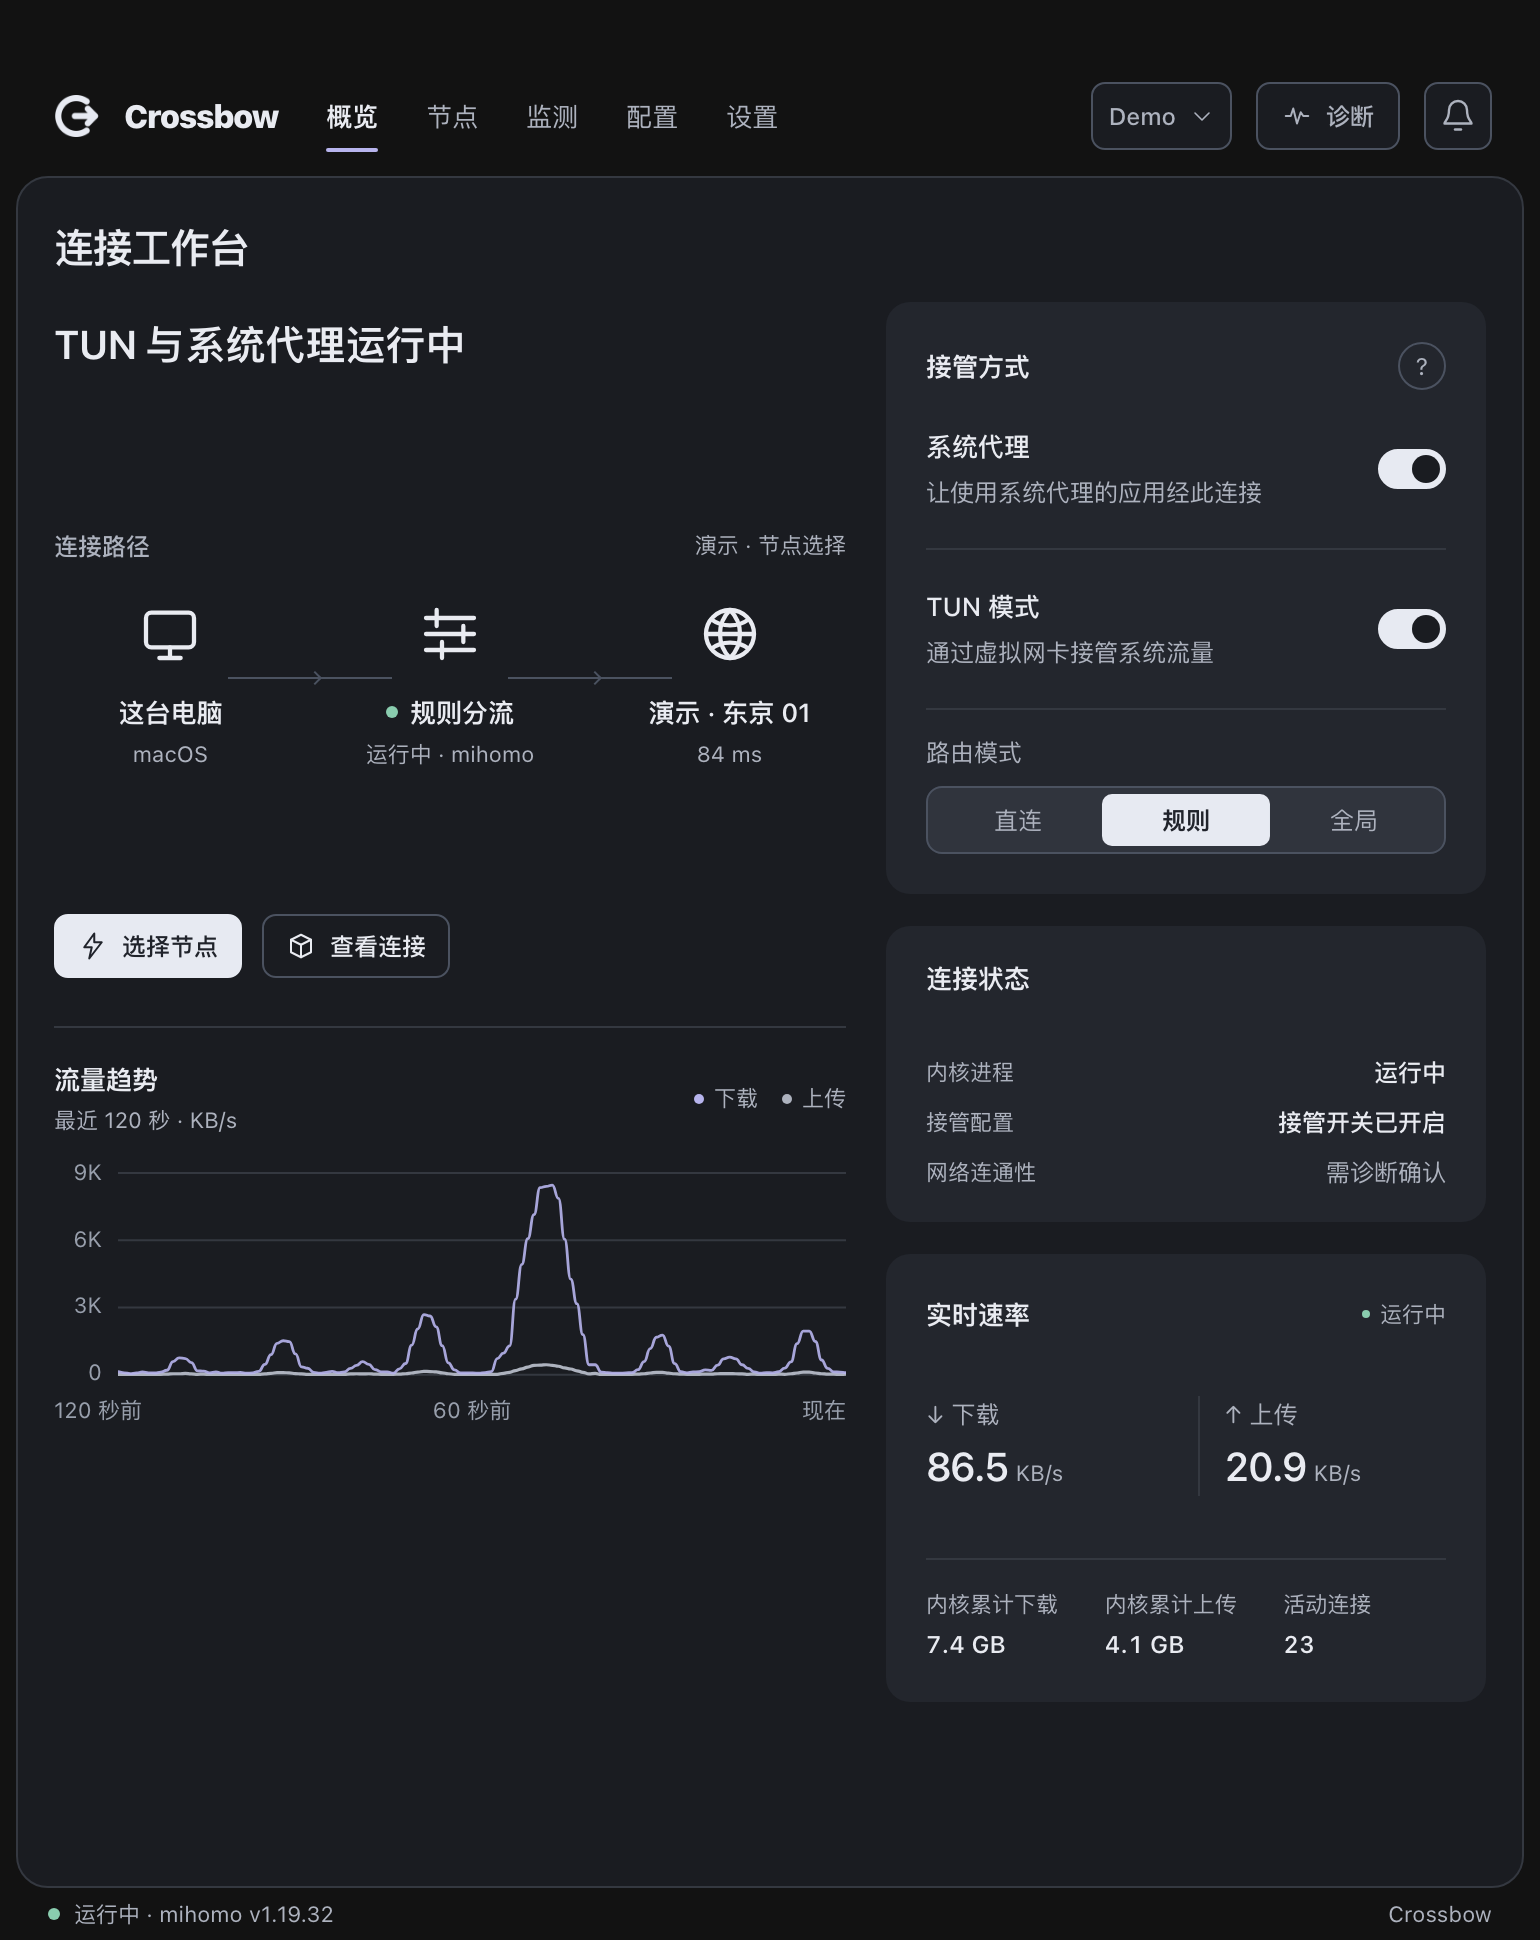 Crossbow
概览
节点
监测
配置
设置
Demo
诊断
连接工作台
TUN 与系统代理运行中
连接路径
演示 · 节点选择
这台电脑
macOS
规则分流
运行中 · mihomo
演示 · 东京 01
84 ms
选择节点
查看连接
流量趋势
最近 120 秒 · KB/s
下载
上传
9K
6K
3K
0
120 秒前
60 秒前
现在
接管方式
?
系统代理
让使用系统代理的应用经此连接
TUN 模式
通过虚拟网卡接管系统流量
路由模式
直连
规则
全局
连接状态
内核进程
运行中
接管配置
接管开关已开启
网络连通性
需诊断确认
实时速率
运行中
↓ 下载
86.5 KB/s
↑ 上传
20.9 KB/s
内核累计下载
7.4 GB
内核累计上传
4.1 GB
活动连接
23
运行中 · mihomo v1.19.32
Crossbow